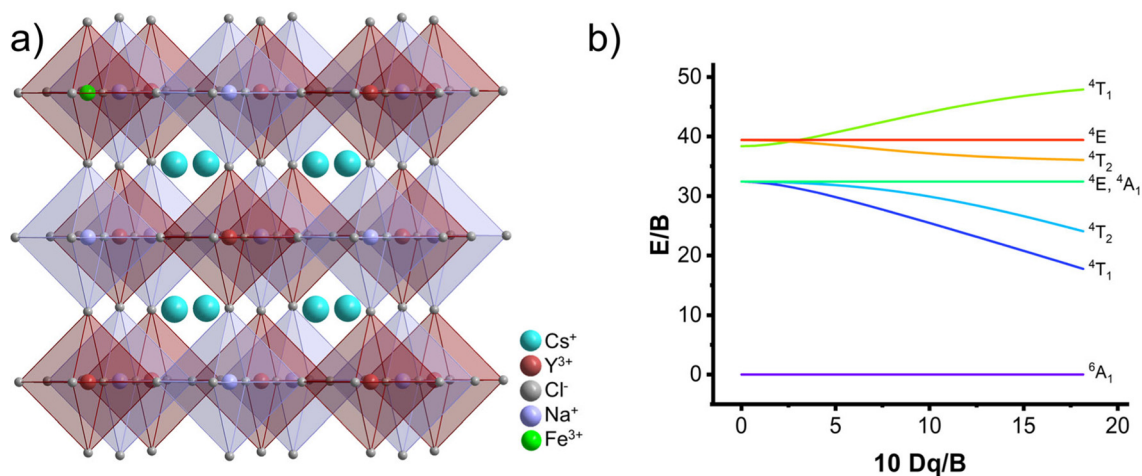 a)
Cs⁺
Y³⁺
Cl⁻
Na⁺
Fe³⁺
b)
E/B
50
40
30
20
10
0
⁴T₁
⁴E
⁴T₂
⁴E, ⁴A₁
⁴T₂
⁴T₁
⁶A₁
0 5 10 15 20
10 Dq/B